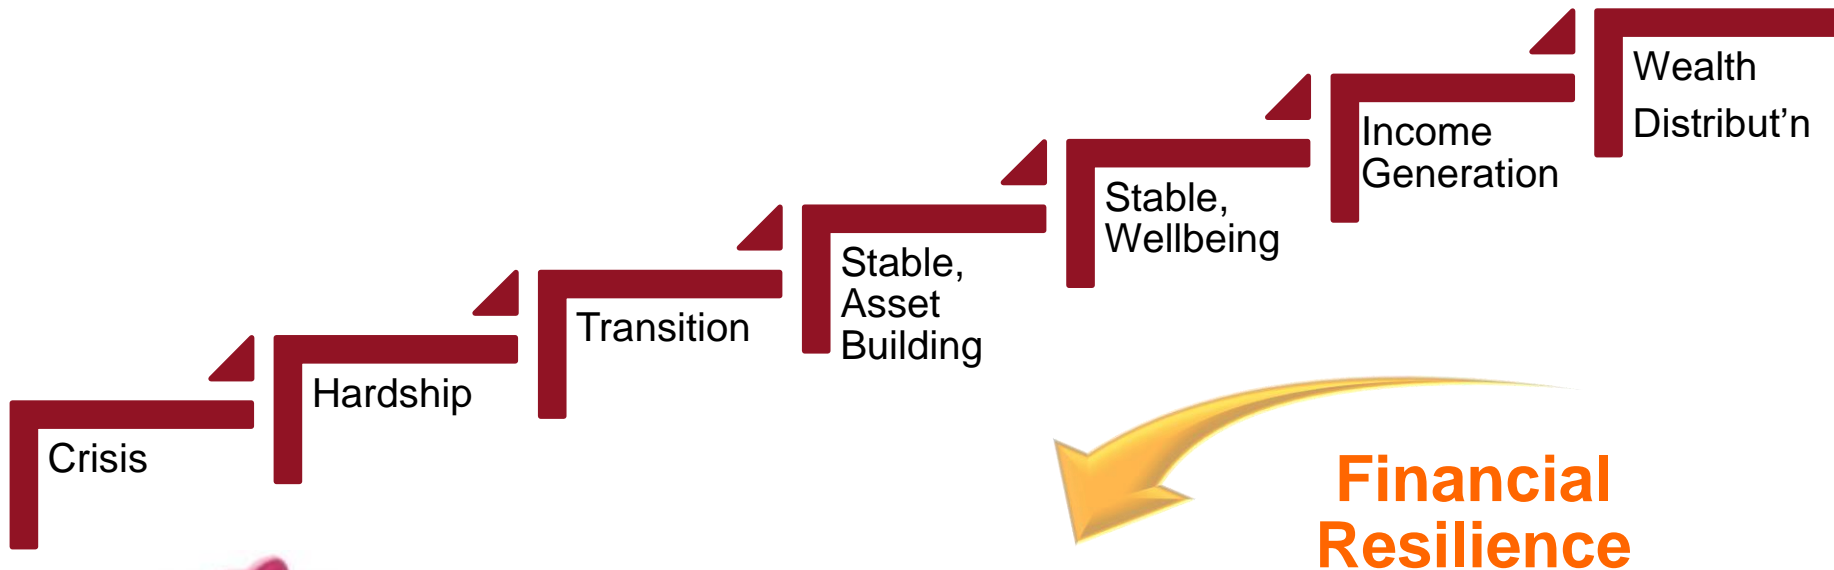 Crisis
Hardship
Transition
Stable,
Asset
Building
Stable,
Wellbeing
Income
Generation
Wealth
Distribut’n
Financial
Resilience